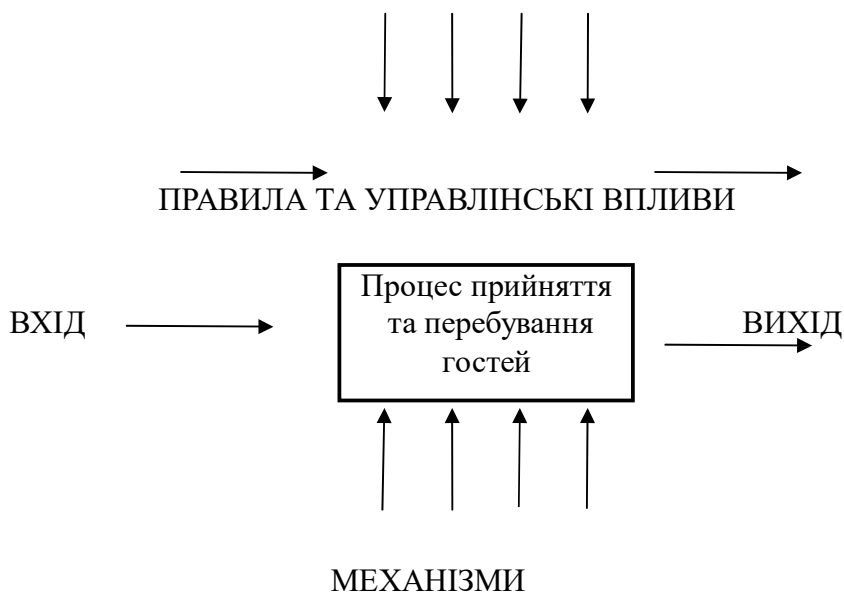 ПРАВИЛА ТА УПРАВЛІНСЬКІ ВПЛИВИ
Процес прийняття
та перебування
гостей
ВХІД
ВИХІД
МЕХАНІЗМИ